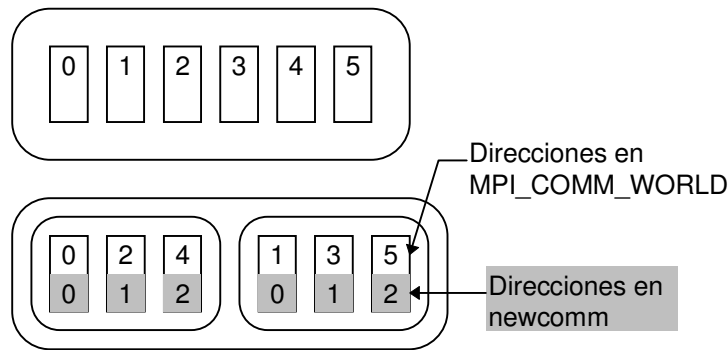 0 1 2 3 4 5
Direcciones en
MPI_COMM_WORLD
0 2 4 1 3 5
0 1 2 0 1 2
Direcciones en
newcomm